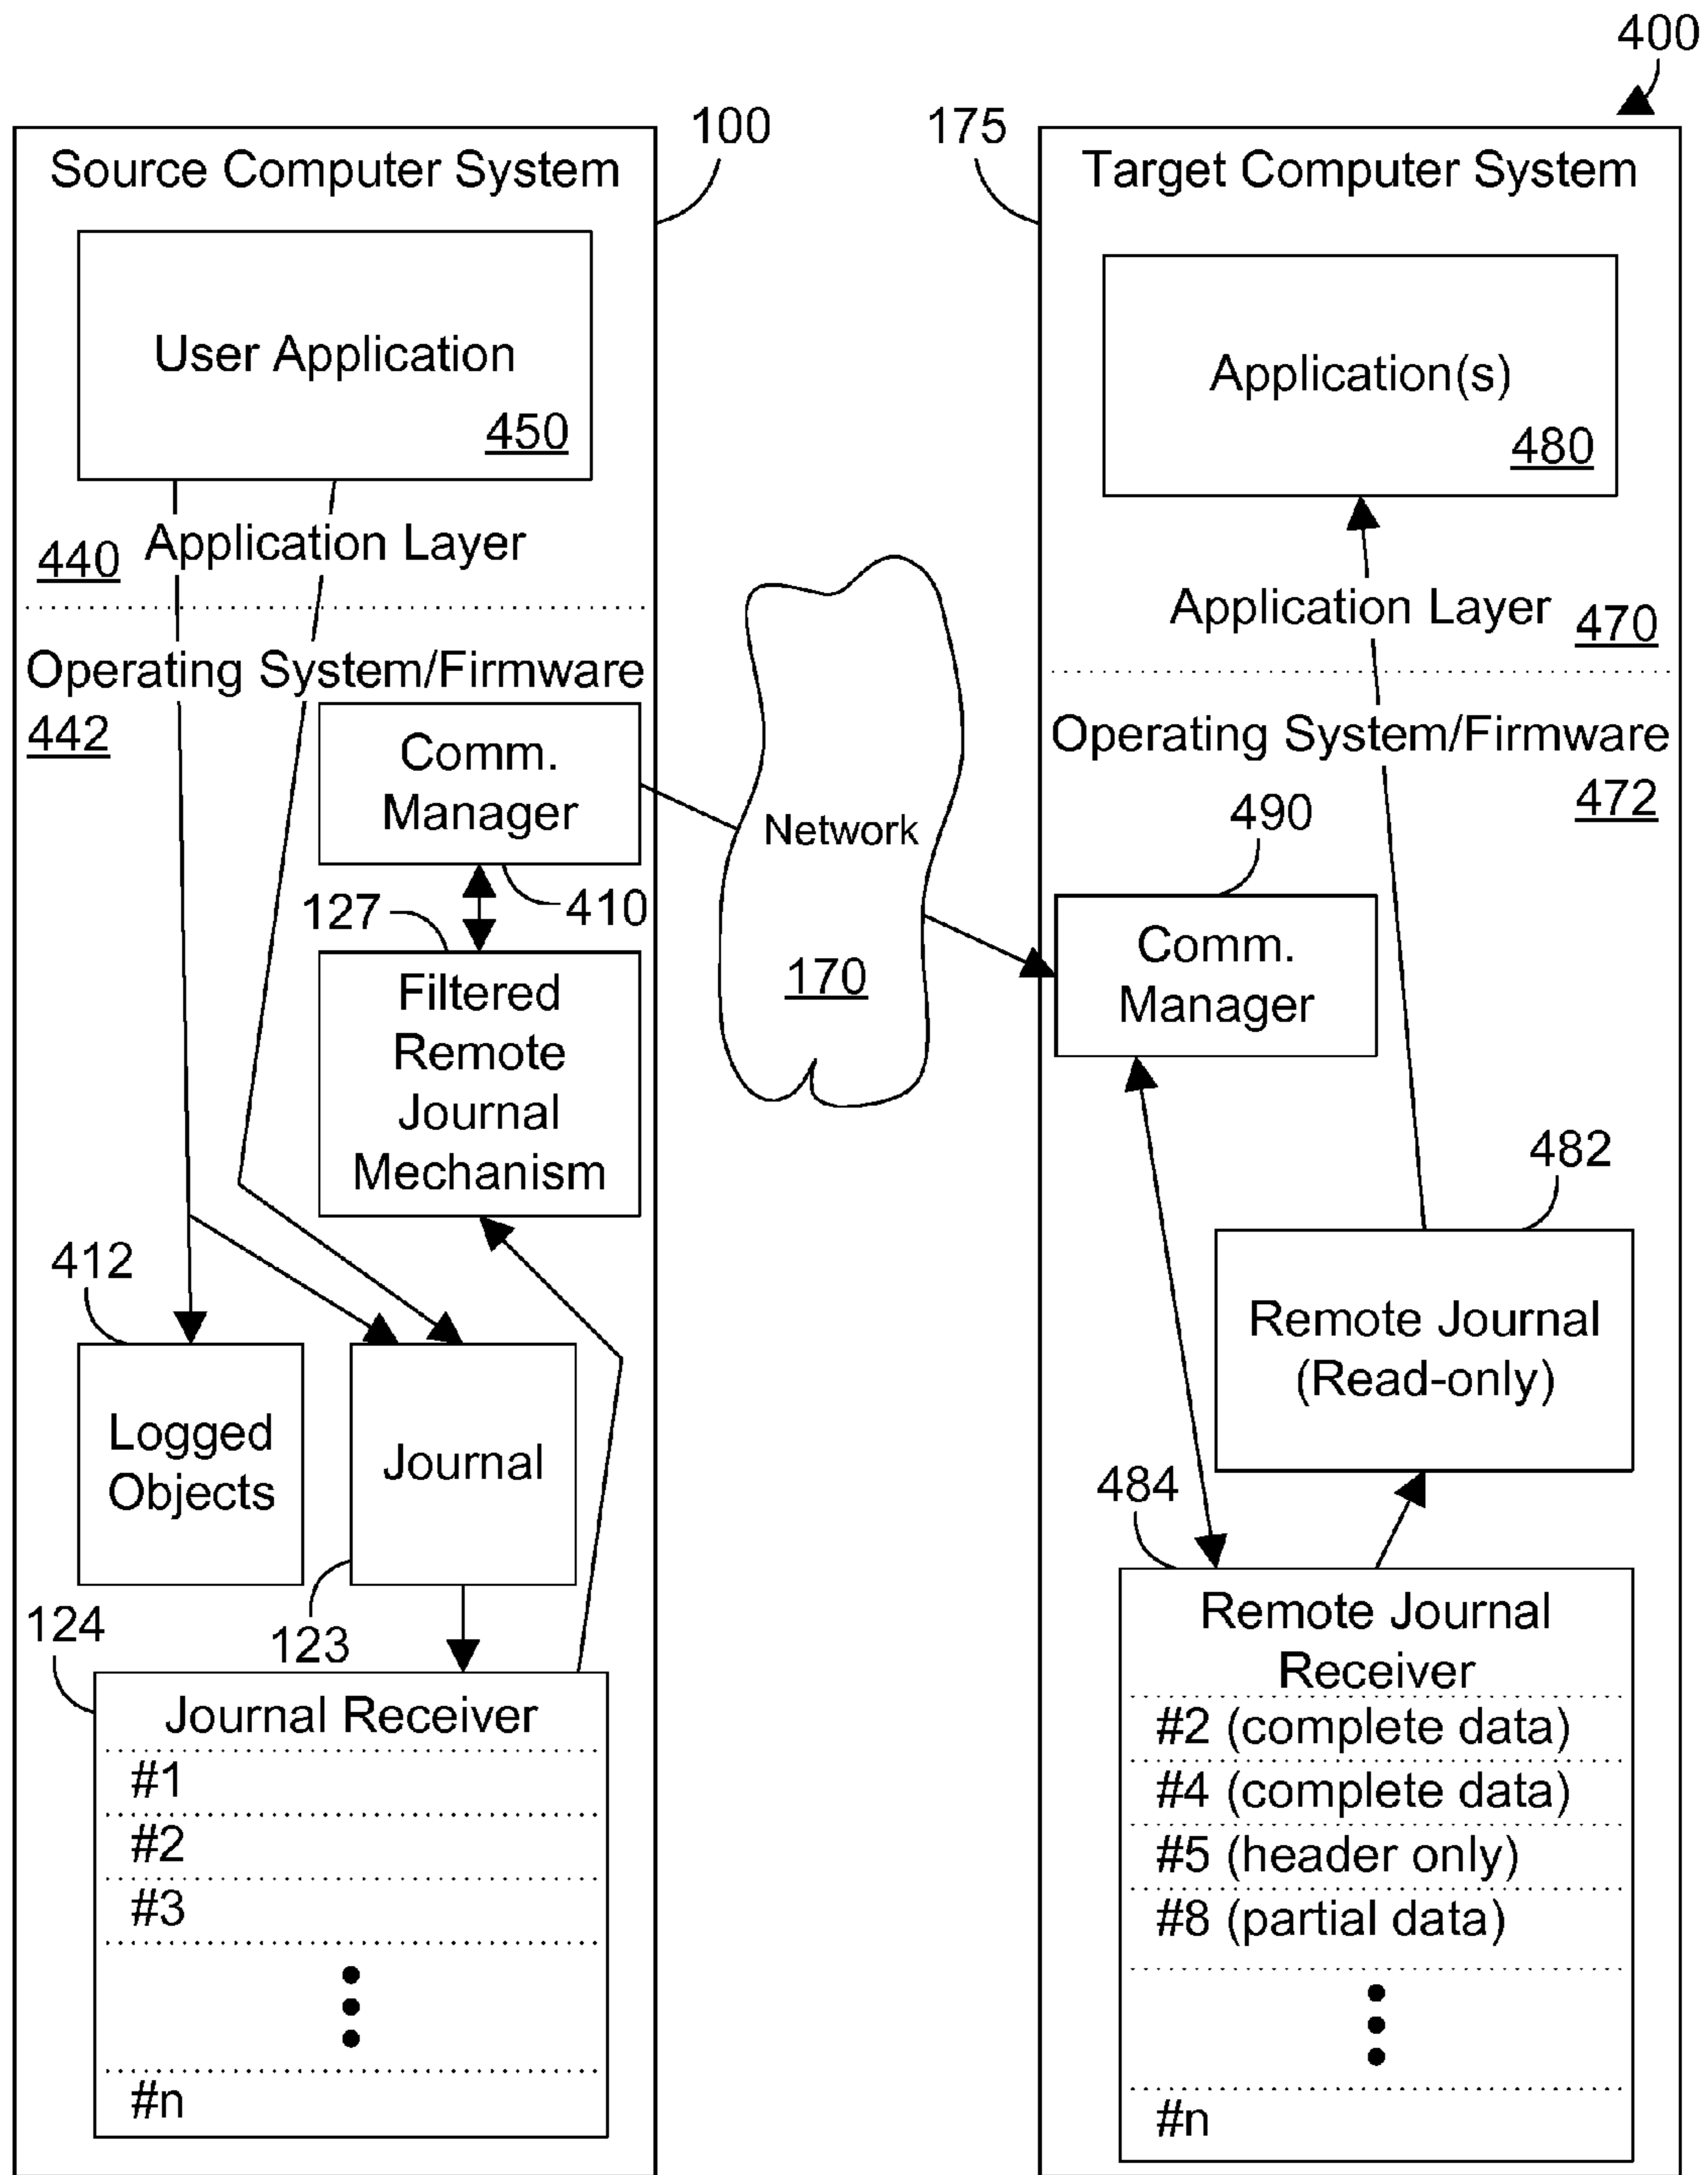 400
100
175
Source Computer System
User Application
450
440 Application Layer
Operating System/Firmware
442
Comm.
Manager
410
127
Filtered
Remote
Journal
Mechanism
412
Logged
Objects
Journal
123
124
Journal Receiver
#1
#2
#3
#n
Network
170
Target Computer System
Application(s)
480
Application Layer 470
Operating System/Firmware
472
490
Comm.
Manager
482
Remote Journal
(Read-only)
484
Remote Journal
Receiver
#2 (complete data)
#4 (complete data)
#5 (header only)
#8 (partial data)
#n